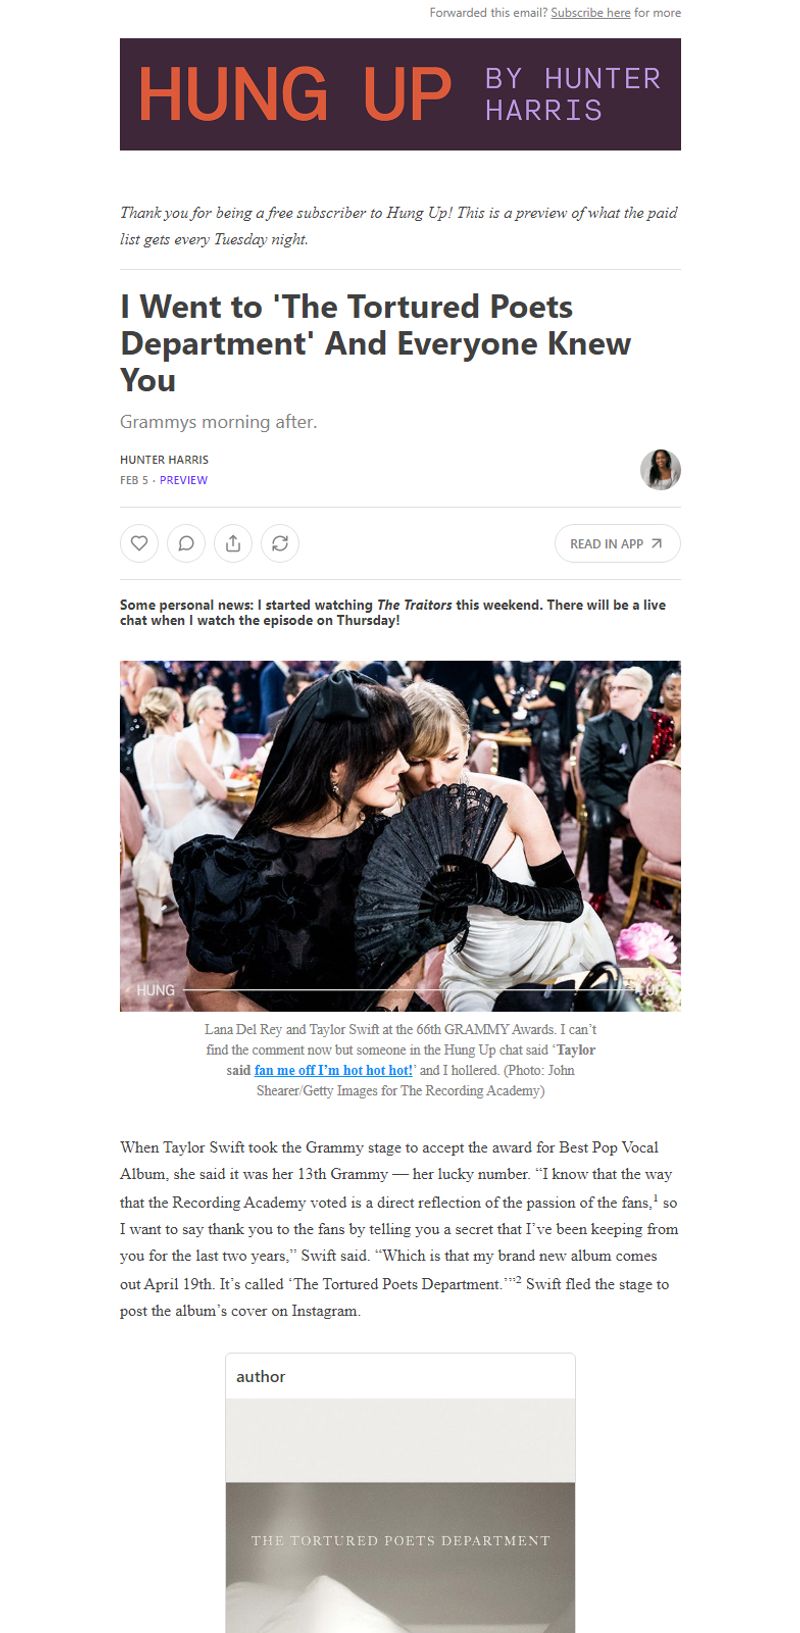 Forwarded this email? Subscribe here for more
HUNG UP BY HUNTER
HARRIS
Thank you for being a free subscriber to Hung Up! This is a preview of what the paid
list gets every Tuesday night.
I Went to 'The Tortured Poets
Department' And Everyone Knew
You
Grammys morning after.
HUNTER HARRIS
FEB 5 ∙ PREVIEW
READ IN APP
Some personal news: I started watching The Traitors this weekend. There will be a live
chat when I watch the episode on Thursday!
HUNG UP
Lana Del Rey and Taylor Swift at the 66th GRAMMY Awards. I can’t
find the comment now but someone in the Hung Up chat said ‘Taylor
said fan me off I’m hot hot hot!’ and I hollered. (Photo: John
Shearer/Getty Images for The Recording Academy)
When Taylor Swift took the Grammy stage to accept the award for Best Pop Vocal
Album, she said it was her 13th Grammy — her lucky number. “I know that the way
that the Recording Academy voted is a direct reflection of the passion of the fans,1 so
I want to say thank you to the fans by telling you a secret that I’ve been keeping from
you for the last two years,” Swift said. “Which is that my brand new album comes
out April 19th. It’s called ‘The Tortured Poets Department.’”2 Swift fled the stage to
post the album’s cover on Instagram.
author
THE TORTURED POETS DEPARTMENT